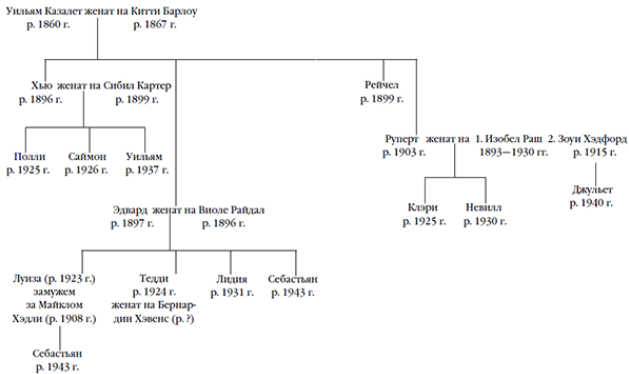 Уильям Казалет женат на Китти Барлоу
р. 1860 г. р. 1867 г.
Хью женат на Сибил Картер
р. 1896 г. р. 1899 г.
Рейчел
р. 1899 г.
Руперт женат на 1. Изобел Раш 2. Зоуи Хэдфорд
р. 1903 г. 1893—1930 гг. р. 1915 г.
Полли
р. 1925 г.
Саймон
р. 1926 г.
Уильям
р. 1937 г.
Джульет
р. 1940 г.
Клэри
р. 1925 г.
Невилл
р. 1930 г.
Эдвард женат на Виоле Райдал
р. 1897 г. р. 1896 г.
Луиза (р. 1923 г.)
замужем
за Майклом
Хэдли (р. 1908 г.)
Тедди
р. 1924 г.
женат на Бернар-
дин Хэвенс (р. ?)
Лидия
р. 1931 г.
Себастьян
р. 1943 г.
Себастьян
р. 1943 г.